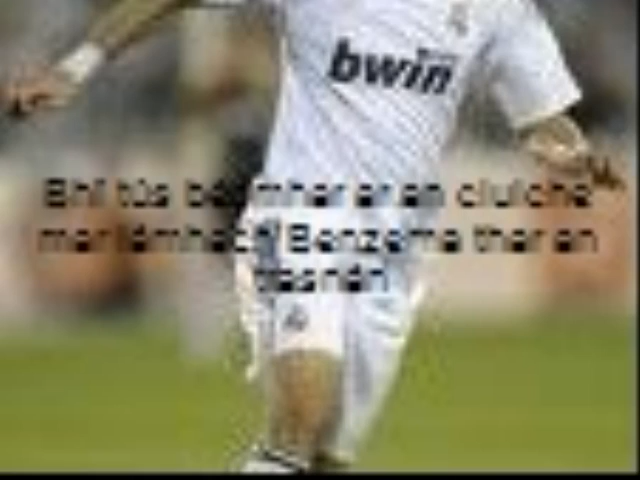 bwin
Bhí tús ar an cluiche
mar Benzema thar an
trasnán